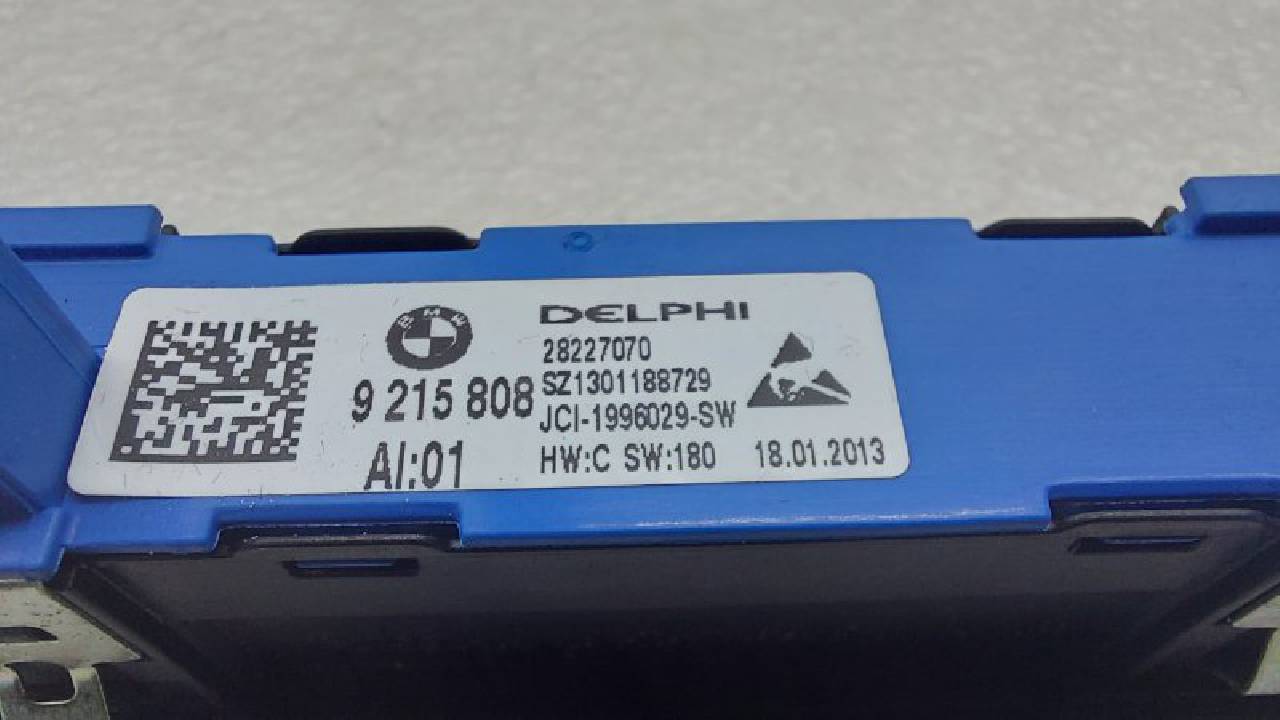 BMW
DELPHI
28227070
9 215 808
SZ1301188729
JCI-1996029-SW
AI:01
HW:C SW:180
18.01.2013